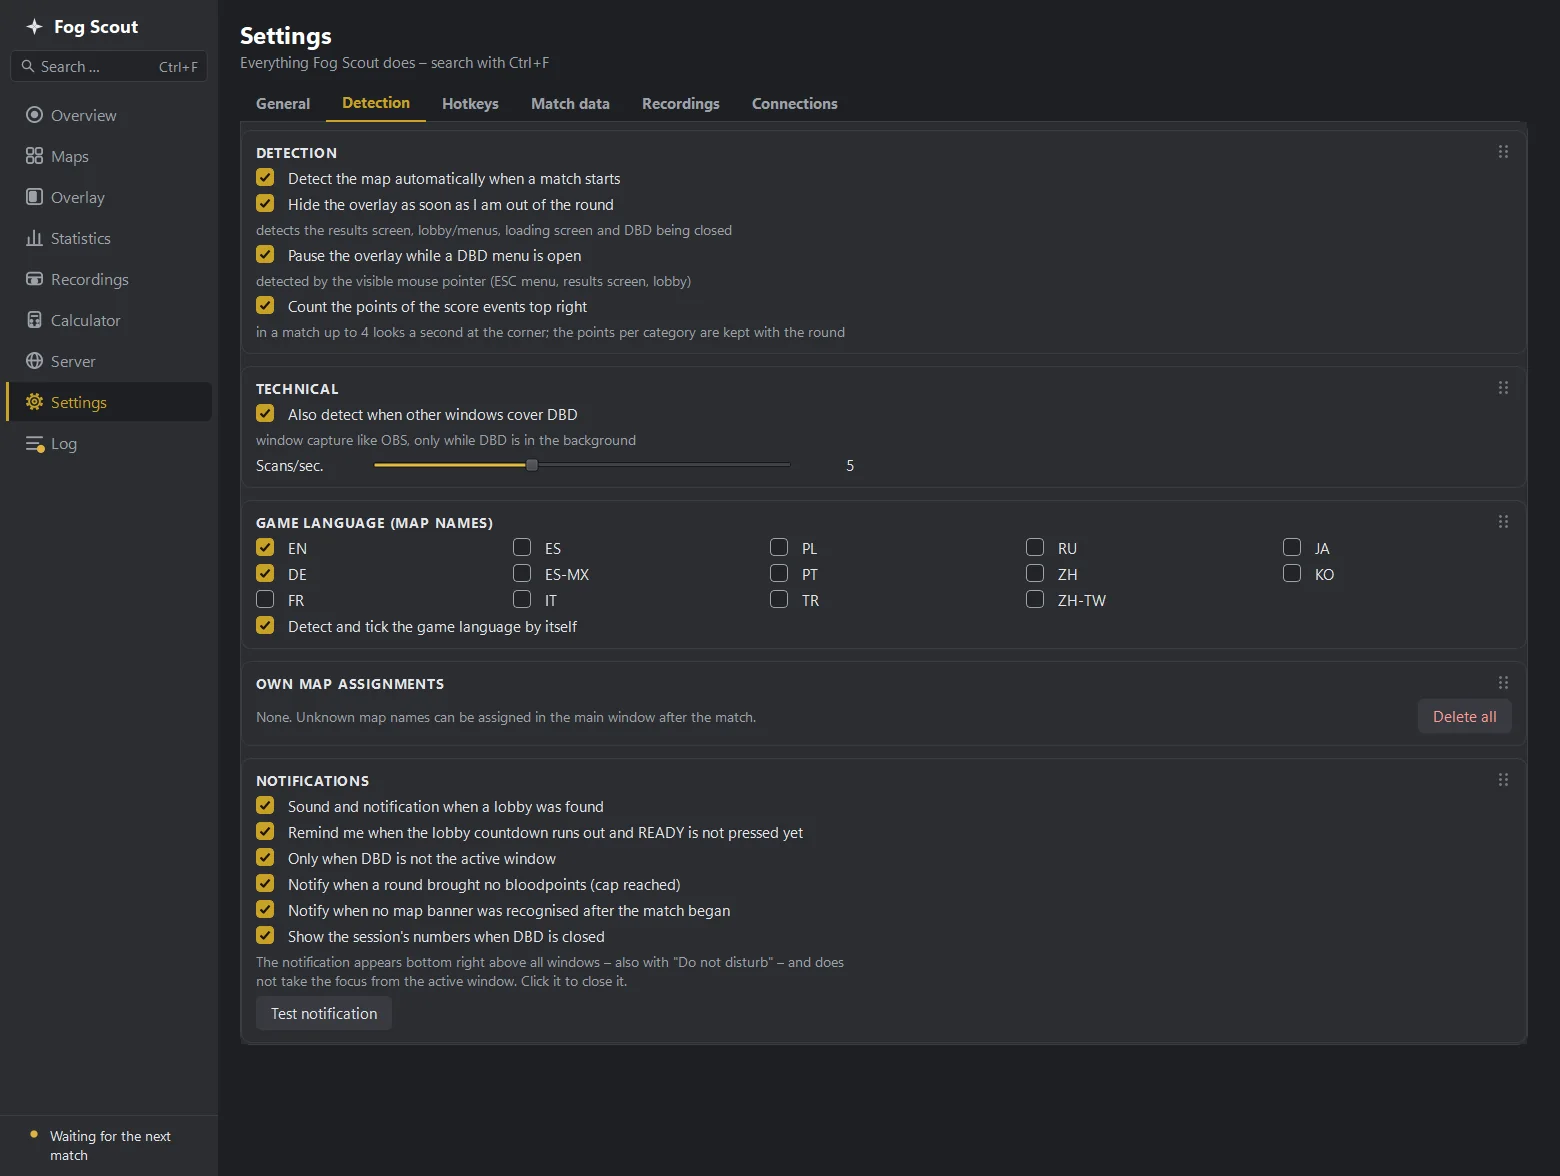 Fog Scout
Search ... Ctrl+F
Overview
Maps
Overlay
Statistics
Recordings
Calculator
Server
Settings
Log
Waiting for the next
match
Settings
Everything Fog Scout does – search with Ctrl+F
General Detection Hotkeys Match data Recordings Connections
DETECTION
Detect the map automatically when a match starts
Hide the overlay as soon as I am out of the round
detects the results screen, lobby/menus, loading screen and DBD being closed
Pause the overlay while a DBD menu is open
detected by the visible mouse pointer (ESC menu, results screen, lobby)
Count the points of the score events top right
in a match up to 4 looks a second at the corner; the points per category are kept with the round
TECHNICAL
Also detect when other windows cover DBD
window capture like OBS, only while DBD is in the background
Scans/sec. 5
GAME LANGUAGE (MAP NAMES)
EN ES PL RU JA
DE ES-MX PT ZH KO
FR IT TR ZH-TW
Detect and tick the game language by itself
OWN MAP ASSIGNMENTS
None. Unknown map names can be assigned in the main window after the match. Delete all
NOTIFICATIONS
Sound and notification when a lobby was found
Remind me when the lobby countdown runs out and READY is not pressed yet
Only when DBD is not the active window
Notify when a round brought no bloodpoints (cap reached)
Notify when no map banner was recognised after the match began
Show the session's numbers when DBD is closed
The notification appears bottom right above all windows – also with "Do not disturb" – and does
not take the focus from the active window. Click it to close it.
Test notification